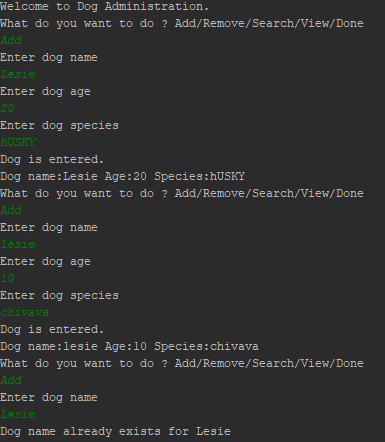 Welcome to Dog Administration.
What do you want to do ? Add/Remove/Search/View/Done
Add
Enter dog name
Lesie
Enter dog age
20
Enter dog species
hUSKY
Dog is entered.
Dog name:Lesie Age:20 Species:hUSKY
What do you want to do ? Add/Remove/Search/View/Done
Add
Enter dog name
lesie
Enter dog age
10
Enter dog species
chivava
Dog is entered.
Dog name:lesie Age:10 Species:chivava
What do you want to do ? Add/Remove/Search/View/Done
Add
Enter dog name
Lesie
Dog name already exists for Lesie